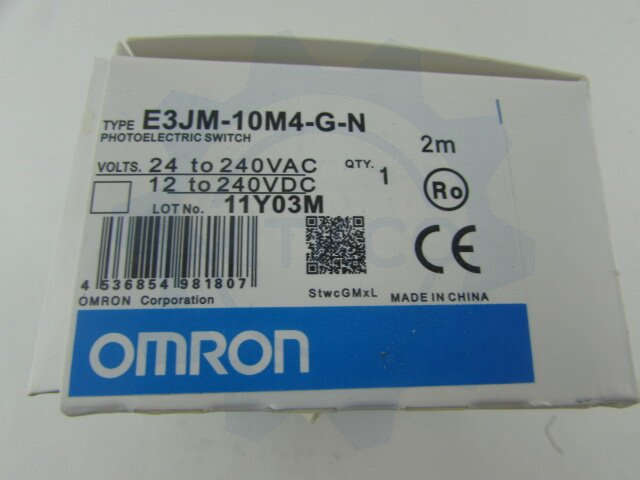 TYPE E3JM-10M4-G-N
PHOTOELECTRIC SWITCH
2m
VOLTS. 24 to 240VAC
12 to 240VDC
QTY. 1
Ro
LOT No. 11Y03M
CE
4 536854 981807
StwcGMxL
OMRON Corporation
MADE IN CHINA
OMRON